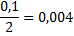 0,1/2 = 0,004